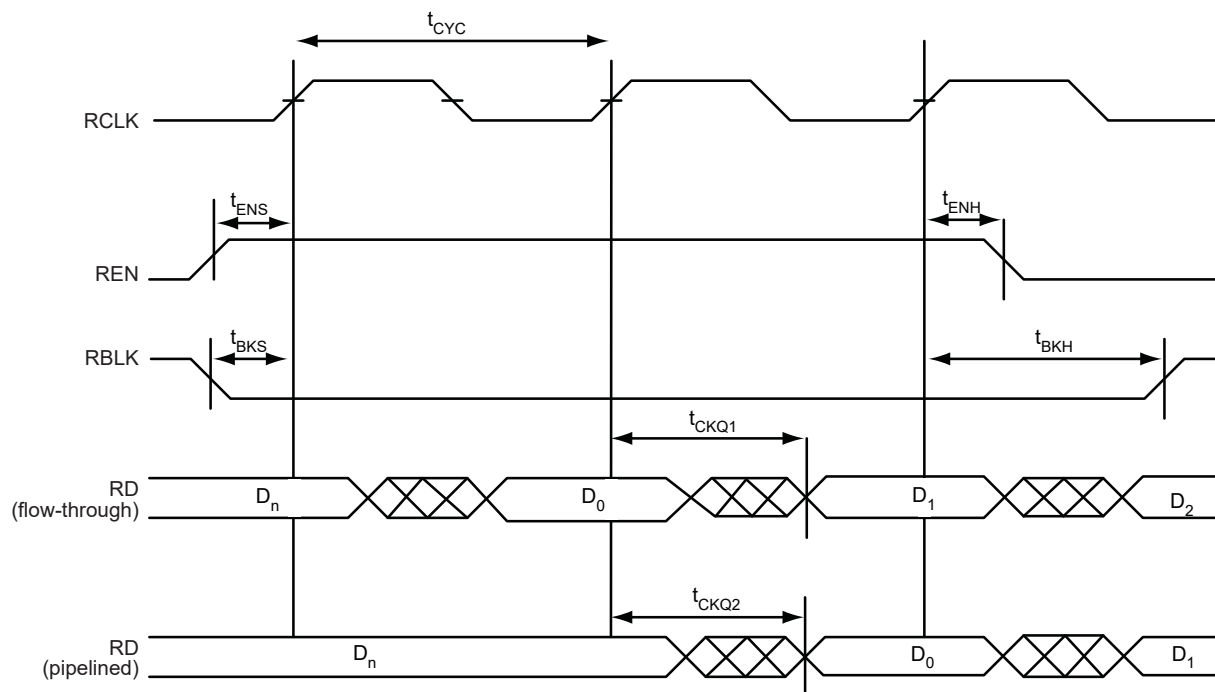 tCYC
RCLK
tENS
tENH
REN
tBKS
RBLK
tBKH
tCKQ1
RD
(flow-through)
Dn
D0
D1
D2
tCKQ2
RD
(pipelined)
Dn
D0
D1